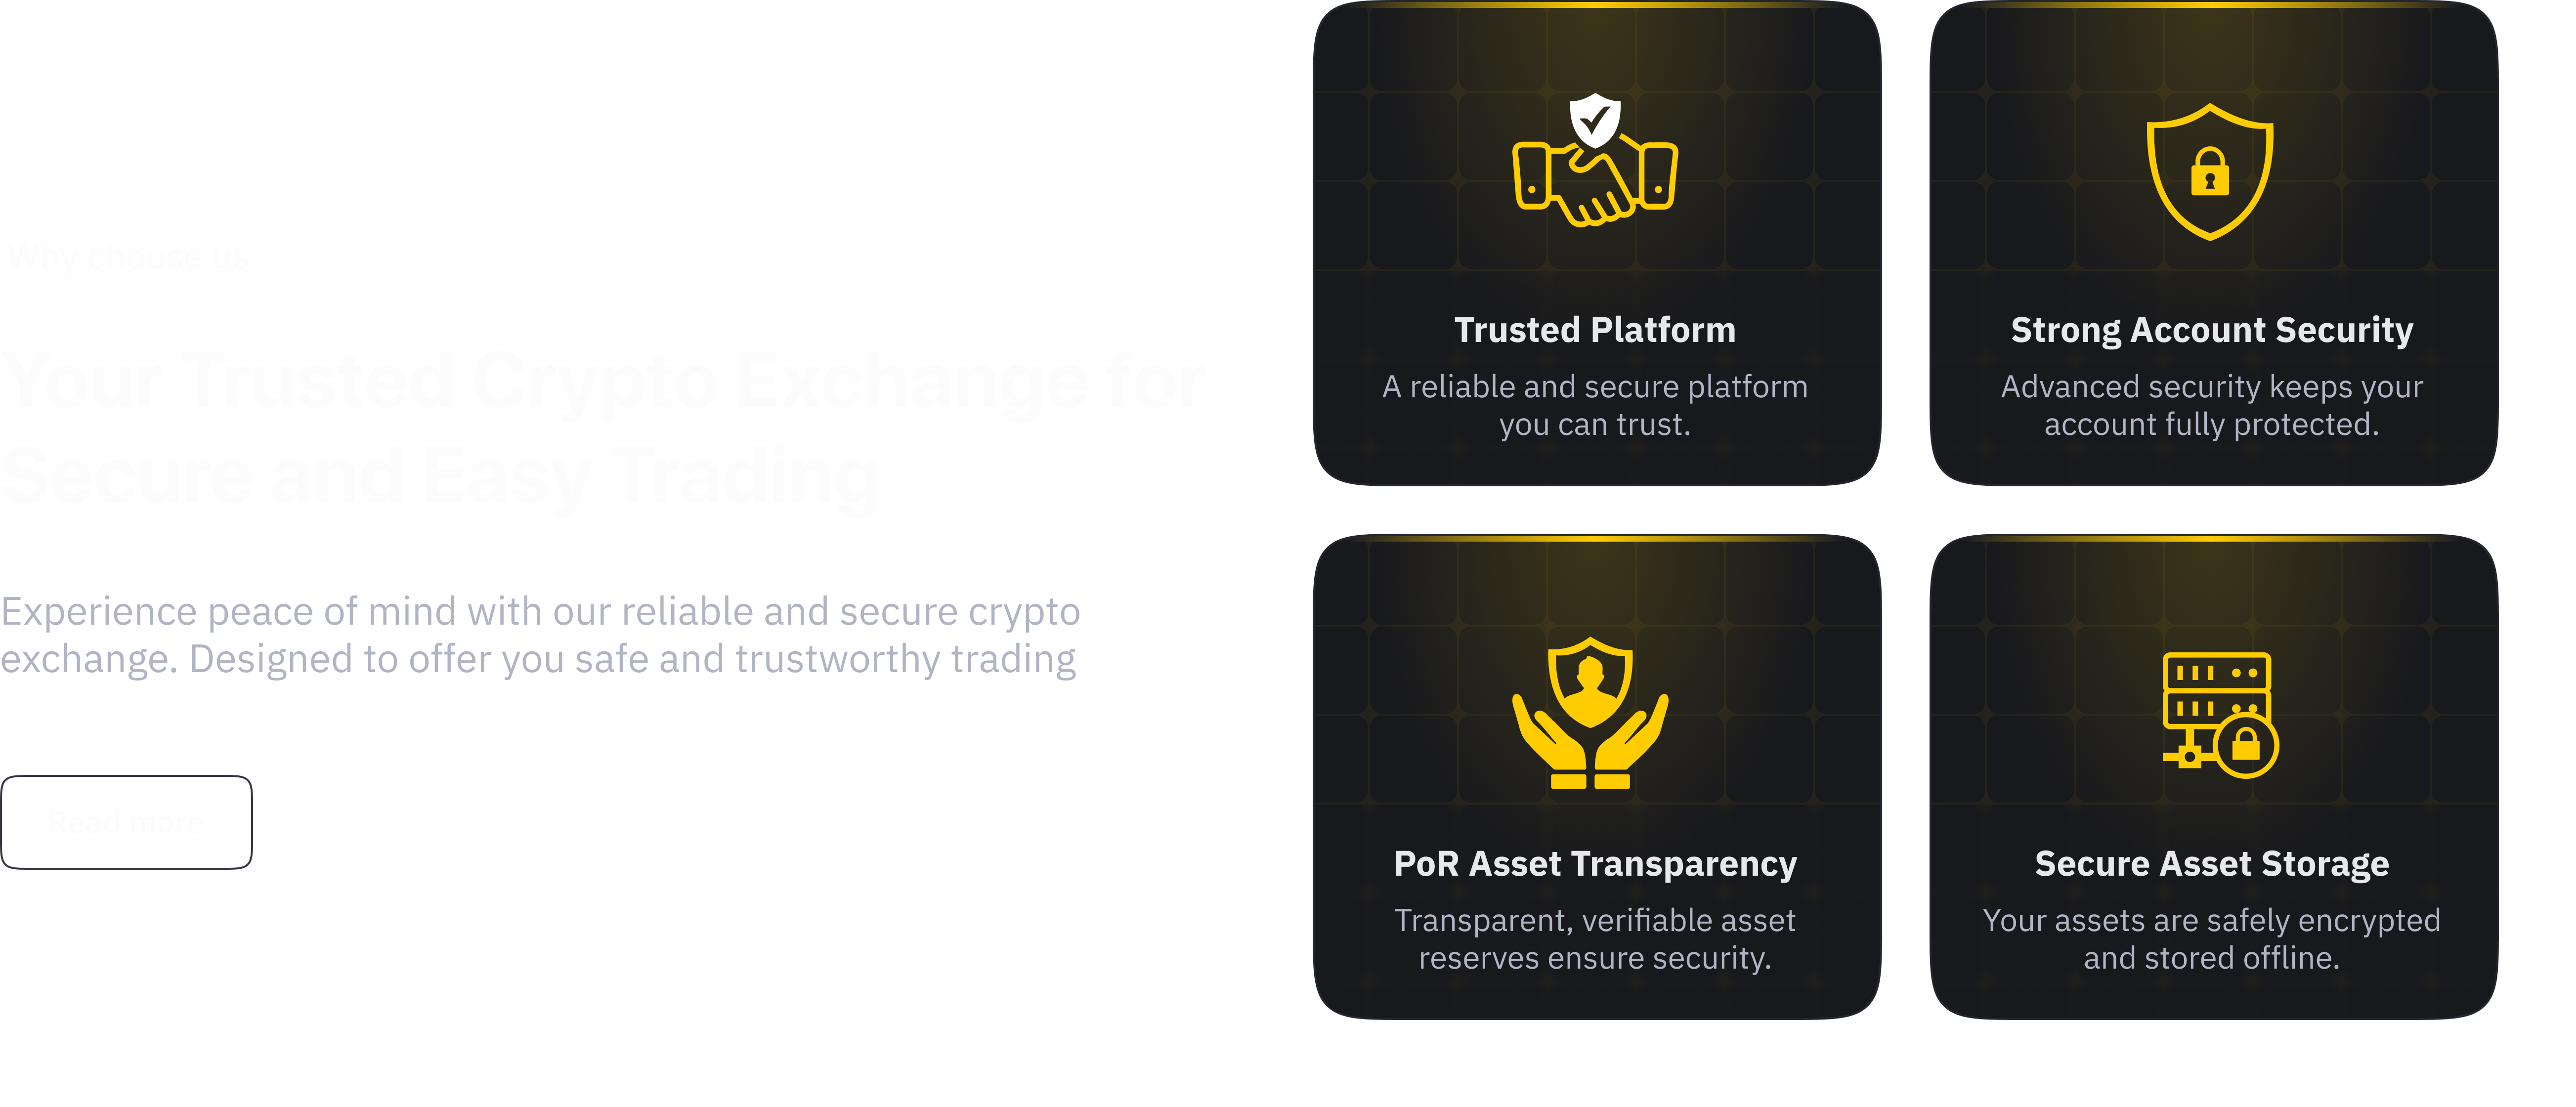 Why choose us
Your Trusted Crypto Exchange for
Secure and Easy Trading
Experience peace of mind with our reliable and secure crypto
exchange. Designed to offer you safe and trustworthy trading
Read more
Trusted Platform
A reliable and secure platform
you can trust.
Strong Account Security
Advanced security keeps your
account fully protected.
PoR Asset Transparency
Transparent, verifiable asset
reserves ensure security.
Secure Asset Storage
Your assets are safely encrypted
and stored offline.